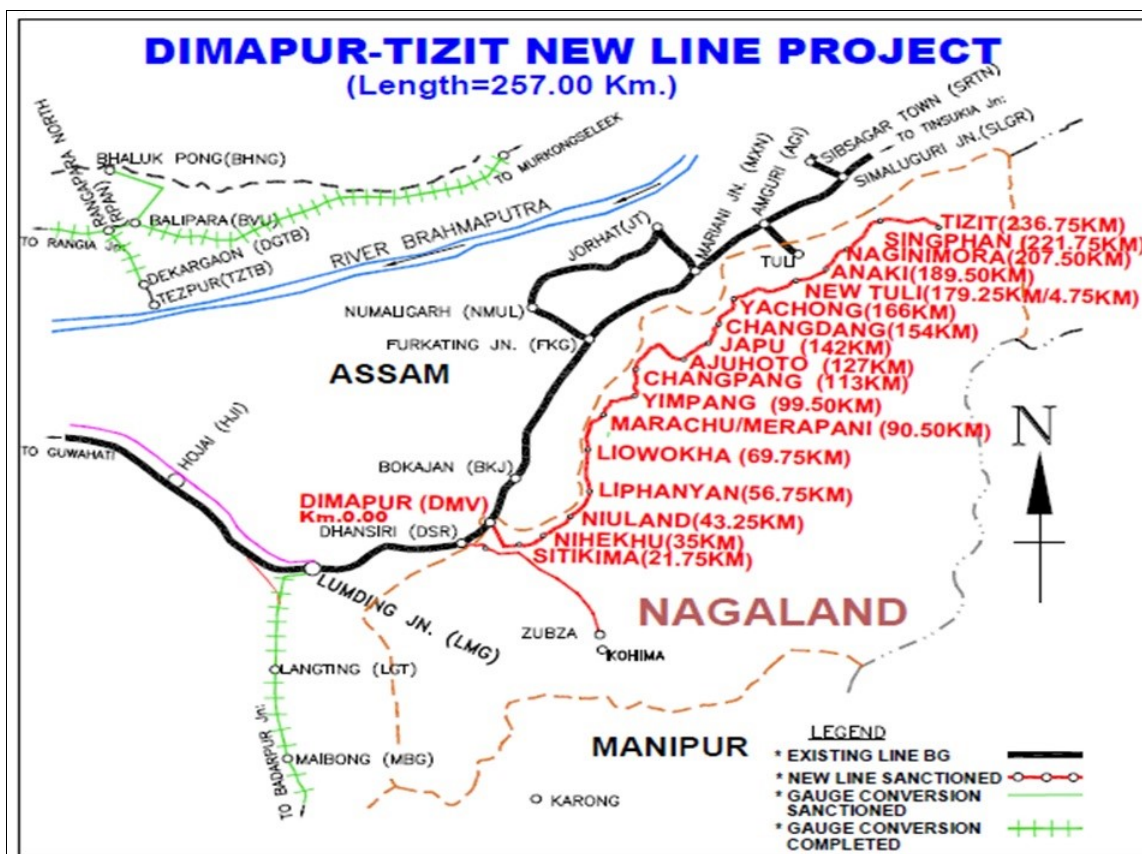 DIMAPUR-TIZIT NEW LINE PROJECT
(Length=257.00 Km.)
RANGAPARA NORTH
(RPAN)
BHALUK PONG(BHNG)
BALIPARA (BVU)
TO RANGIA Jn:
DEKARGAON (DGTB)
TEZPUR(TZTB)
TO MURKONGSELEEK
RIVER BRAHMAPUTRA
SIBSAGAR TOWN (SRTN)
TO TINSUKIA Jn:
SIMALUGURI JN.(SLGR)
AMGURI (AGI)
MARIANI JN. (MXN)
JORHAT(JT)
NUMALIGARH (NMUL)
FURKATING JN. (FKG)
TULI
TIZIT(236.75KM)
SINGPHAN (221.75KM)
NAGINIMORA(207.50KM)
ANAKI(189.50KM)
NEW TULI(179.25KM/4.75KM)
YACHONG(166KM)
CHANGDANG(154KM)
JAPU (142KM)
AJUHOTO (127KM)
CHANGPANG (113KM)
YIMPANG (99.50KM)
MARACHU/MERAPANI (90.50KM)
LIOWOKHA (69.75KM)
LIPHANYAN(56.75KM)
NIULAND(43.25KM)
NIHEKHU(35KM)
SITIKIMA(21.75KM)
ASSAM
N
TO GUWAHATI
HOJAI (HJI)
BOKAJAN (BKJ)
DIMAPUR (DMV)
Km.0.00
DHANSIRI (DSR)
LUMDING JN. (LMG)
NAGALAND
ZUBZA
KOHIMA
LANGTING (LGT)
MAIBONG (MBG)
TO BADARPUR Jn:
MANIPUR
KARONG
LEGEND
* EXISTING LINE BG
* NEW LINE SANCTIONED
* GAUGE CONVERSION
SANCTIONED
* GAUGE CONVERSION
COMPLETED